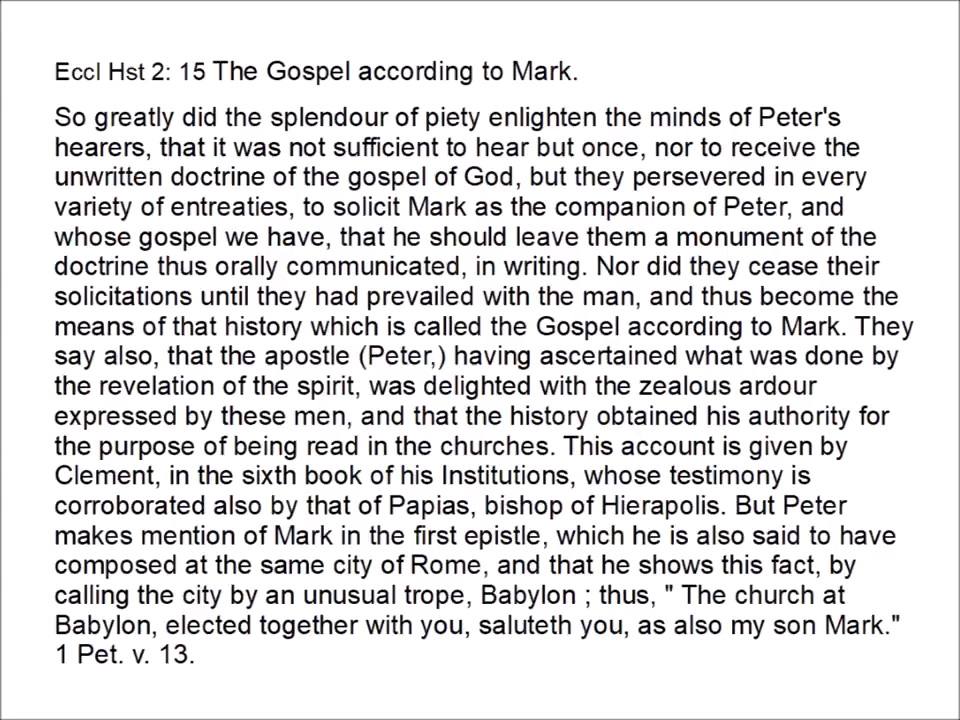 Eccl Hst 2: 15 The Gospel according to Mark.
So greatly did the splendour of piety enlighten the minds of Peter's
hearers, that it was not sufficient to hear but once, nor to receive the
unwritten doctrine of the gospel of God, but they persevered in every
variety of entreaties, to solicit Mark as the companion of Peter, and
whose gospel we have, that he should leave them a monument of the
doctrine thus orally communicated, in writing. Nor did they cease their
solicitations until they had prevailed with the man, and thus become the
means of that history which is called the Gospel according to Mark. They
say also, that the apostle (Peter,) having ascertained what was done by
the revelation of the spirit, was delighted with the zealous ardour
expressed by these men, and that the history obtained his authority for
the purpose of being read in the churches. This account is given by
Clement, in the sixth book of his Institutions, whose testimony is
corroborated also by that of Papias, bishop of Hierapolis. But Peter
makes mention of Mark in the first epistle, which he is also said to have
composed at the same city of Rome, and that he shows this fact, by
calling the city by an unusual trope, Babylon ; thus, " The church at
Babylon, elected together with you, saluteth you, as also my son Mark."
1 Pet. v. 13.